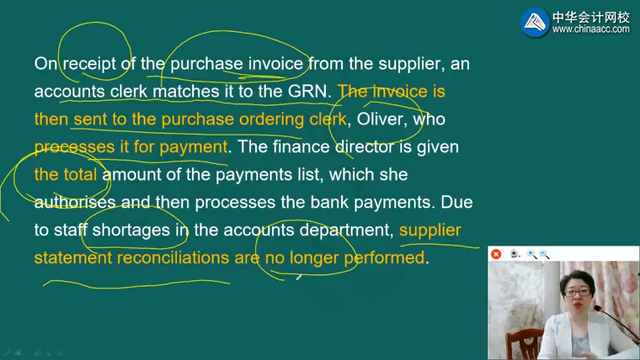 中华会计网校
www.chinaacc.com
On receipt of the purchase invoice from the supplier, an
accounts clerk matches it to the GRN. The invoice is
then sent to the purchase ordering clerk, Oliver, who
processes it for payment. The finance director is given
the total amount of the payments list, which she
authorises and then processes the bank payments. Due
to staff shortages in the accounts department, supplier
statement reconciliations are no longer performed.